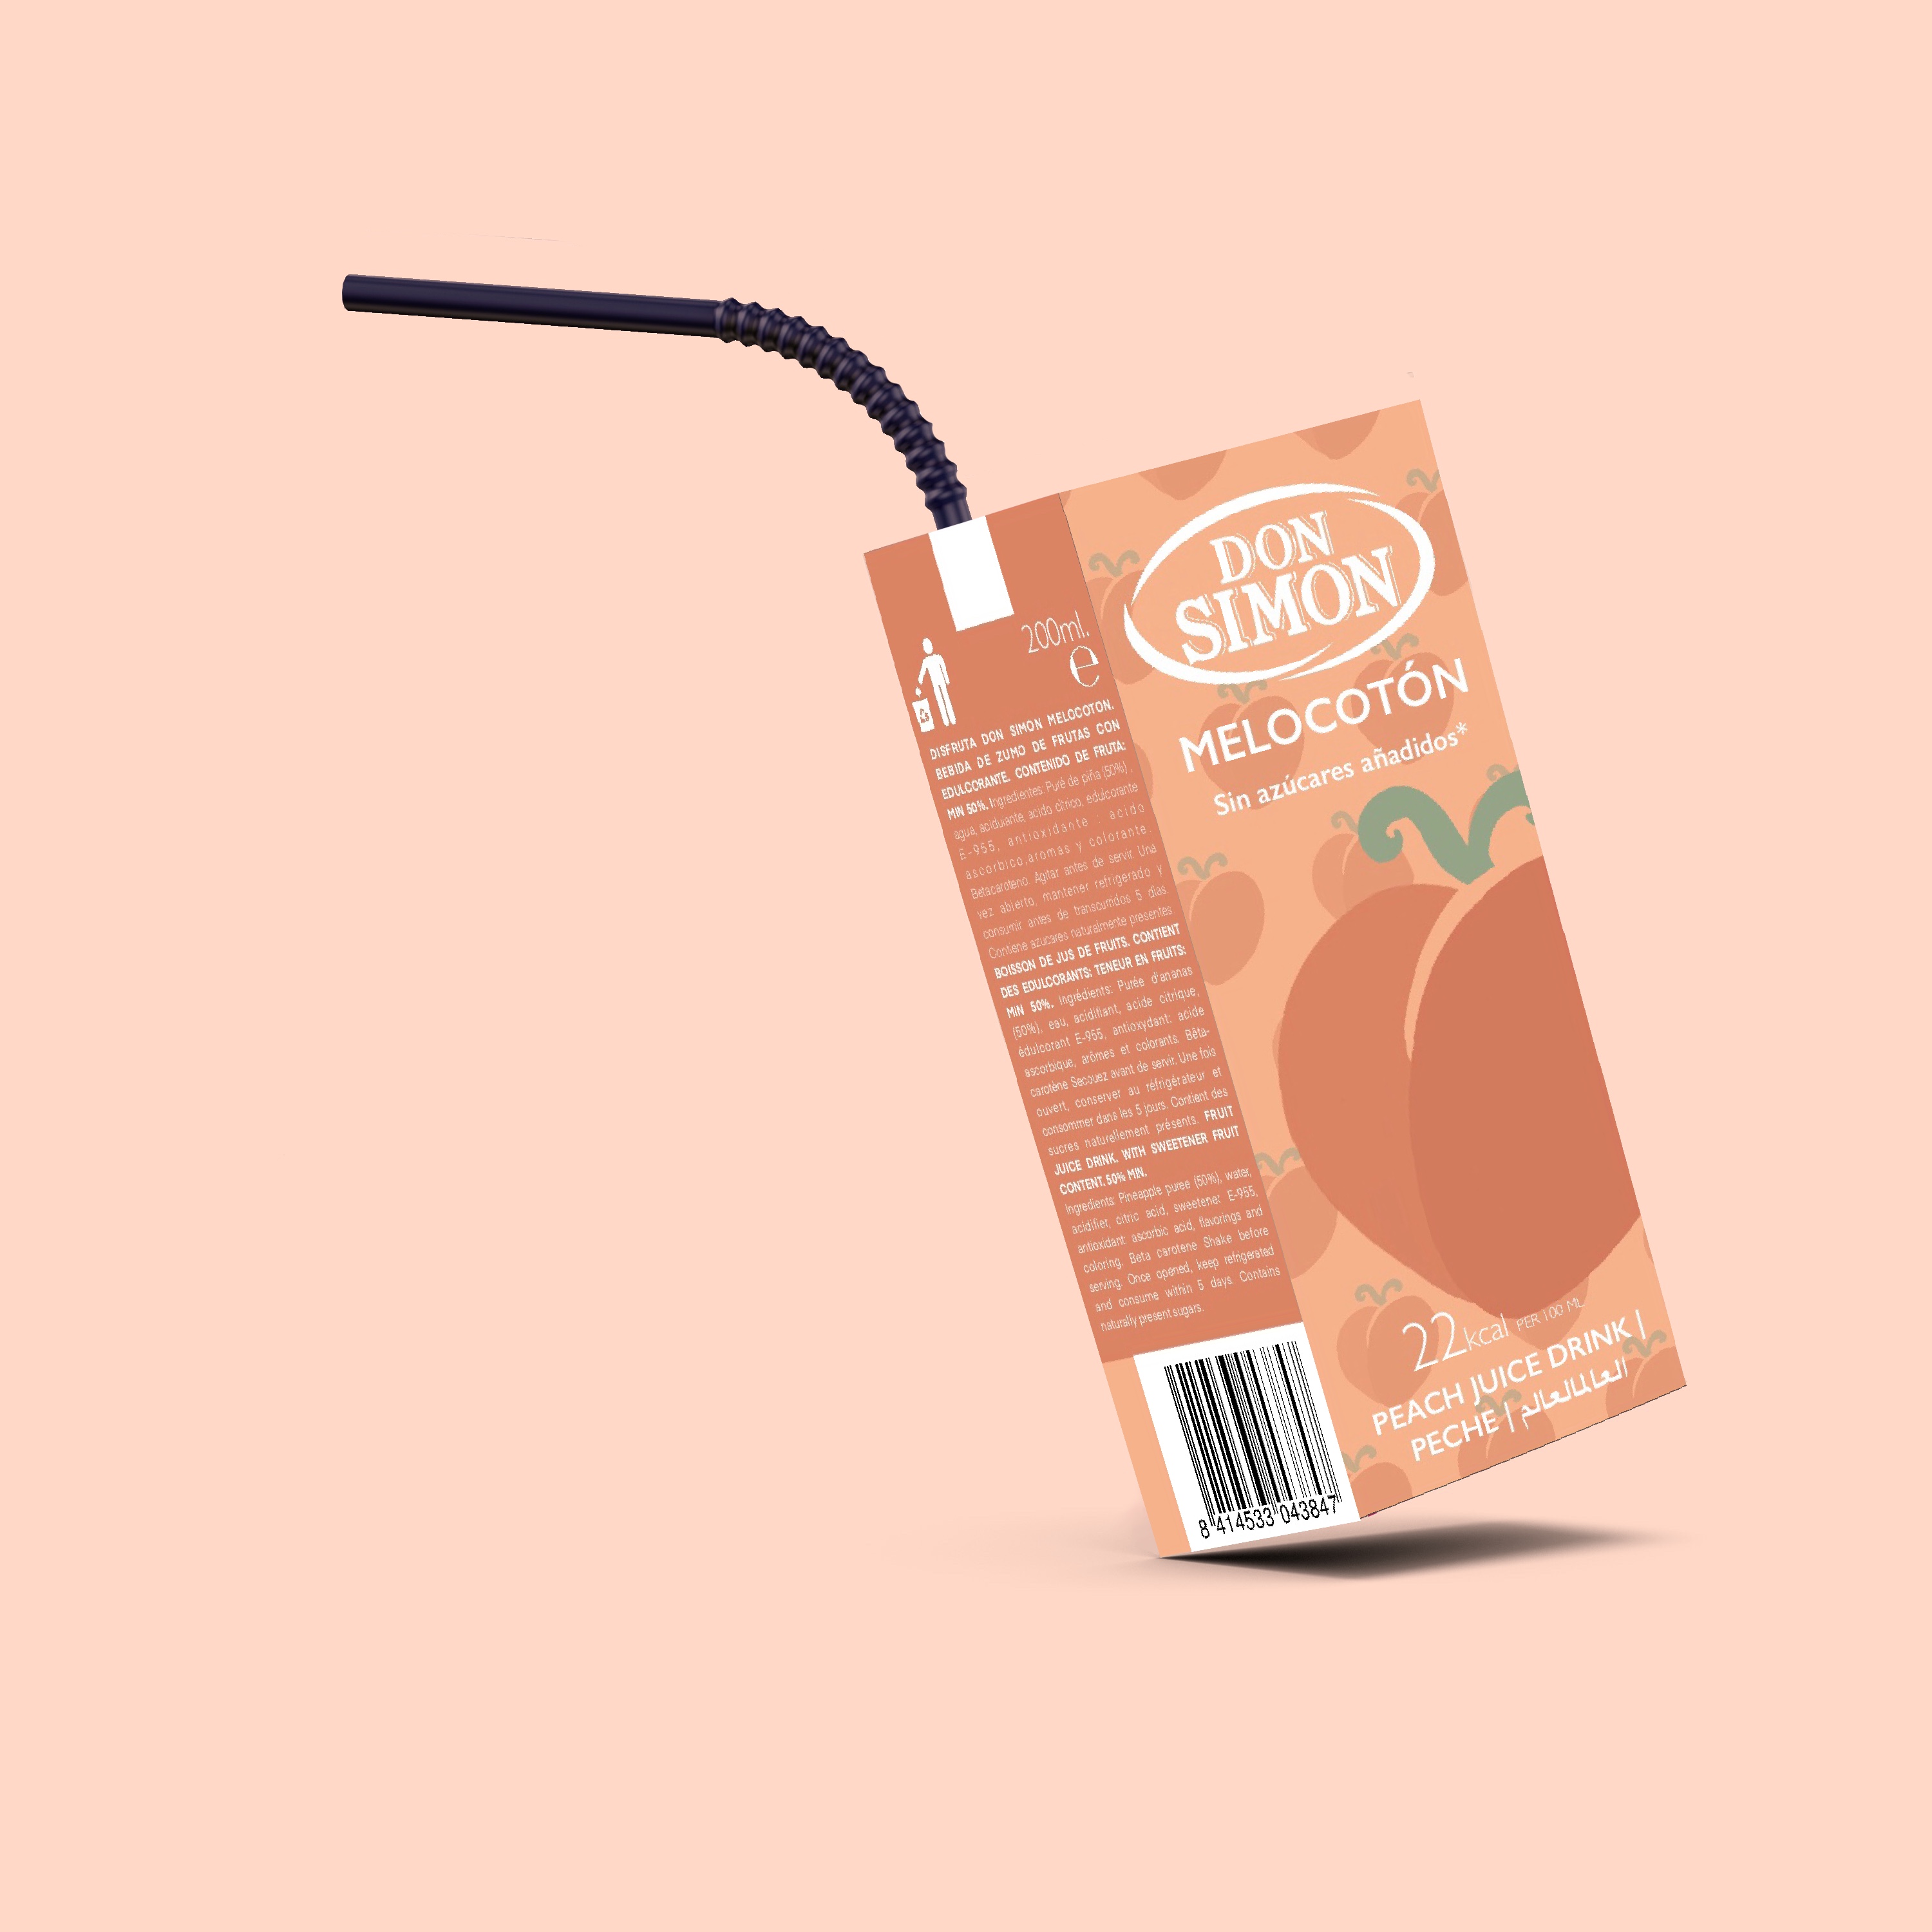 DON
SIMON
MELOCOTÓN
Sin azúcares añadidos*
22kcal PER 100 ML
PEACH JUICE DRINK |
PECHE | العالمالعالم
200ml.
e
DISFRUTA DON SIMON MELOCOTON.
BEBIDA DE ZUMO DE FRUTAS CON
EDULCORANTE. CONTENIDO DE FRUTA:
MIN 50%. Ingredientes: Puré de piña (50%),
agua, acidulante, acido cítrico, edulcorante
E-955, antioxidante : acido
ascorbico,aromas y colorante.
Betacaroteno. Agitar antes de servir. Una
vez abierto, mantener refrigerado y
consumir antes de transcurridos 5 días.
Contiene azucares naturalmente presentes.
BOISSON DE JUS DE FRUITS. CONTIENT
DES EDULCORANTS: TENEUR EN FRUITS:
MIN 50%. Ingrédients: Purée d'ananas
(50%), eau, acidifiant, acide citrique,
édulcorant E-955, antioxydant: acide
ascorbique, arômes et colorants. Bêta-
carotène Secouez avant de servir. Une fois
ouvert, conserver au réfrigérateur et
consommer dans les 5 jours. Contient des
sucres naturellement présents. FRUIT
JUICE DRINK. WITH SWEETENER FRUIT
CONTENT. 50% MIN.
Ingredients: Pineapple puree (50%), water,
acidifier, citric acid, sweetener E-955,
antioxidant: ascorbic acid, flavorings and
coloring. Beta carotene Shake before
serving. Once opened, keep refrigerated
and consume within 5 days. Contains
naturally present sugars.
8 414533 043847